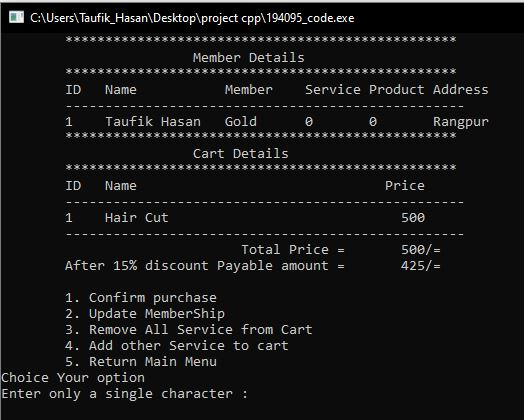 C:\Users\Taufik_Hasan\Desktop\project cpp\194095_code.exe
*************************************************
Member Details
*************************************************
ID Name Member Service Product Address
--------------------------------------------------
1 Taufik Hasan Gold 0 0 Rangpur
*************************************************
Cart Details
*************************************************
ID Name Price
--------------------------------------------------
1 Hair Cut 500
--------------------------------------------------
Total Price = 500/=
After 15% discount Payable amount = 425/=
1. Confirm purchase
2. Update MemberShip
3. Remove All Service from Cart
4. Add other Service to cart
5. Return Main Menu
Choice Your option
Enter only a single character :